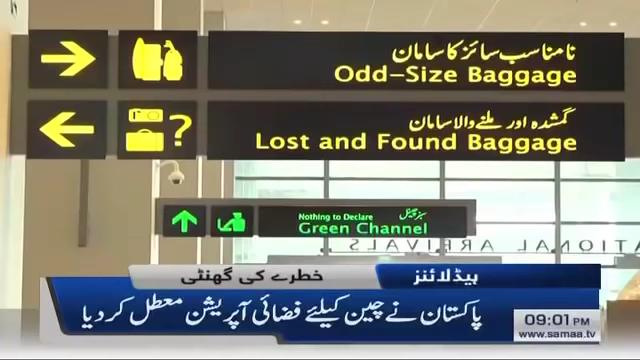 نامناسب سائز کا سامان
Odd-Size Baggage
گمشدہ اور ملنے والا سامان
?
Lost and Found Baggage
Nothing to Declare سبز چینل
Green Channel
NATIONAL ARRIVALS
ہیڈلائنز
خطرے کی گھنٹی
پاکستان نے چین کیلئے فضائی آپریشن معطل کر دیا
09:01 PM
www.samaa.tv